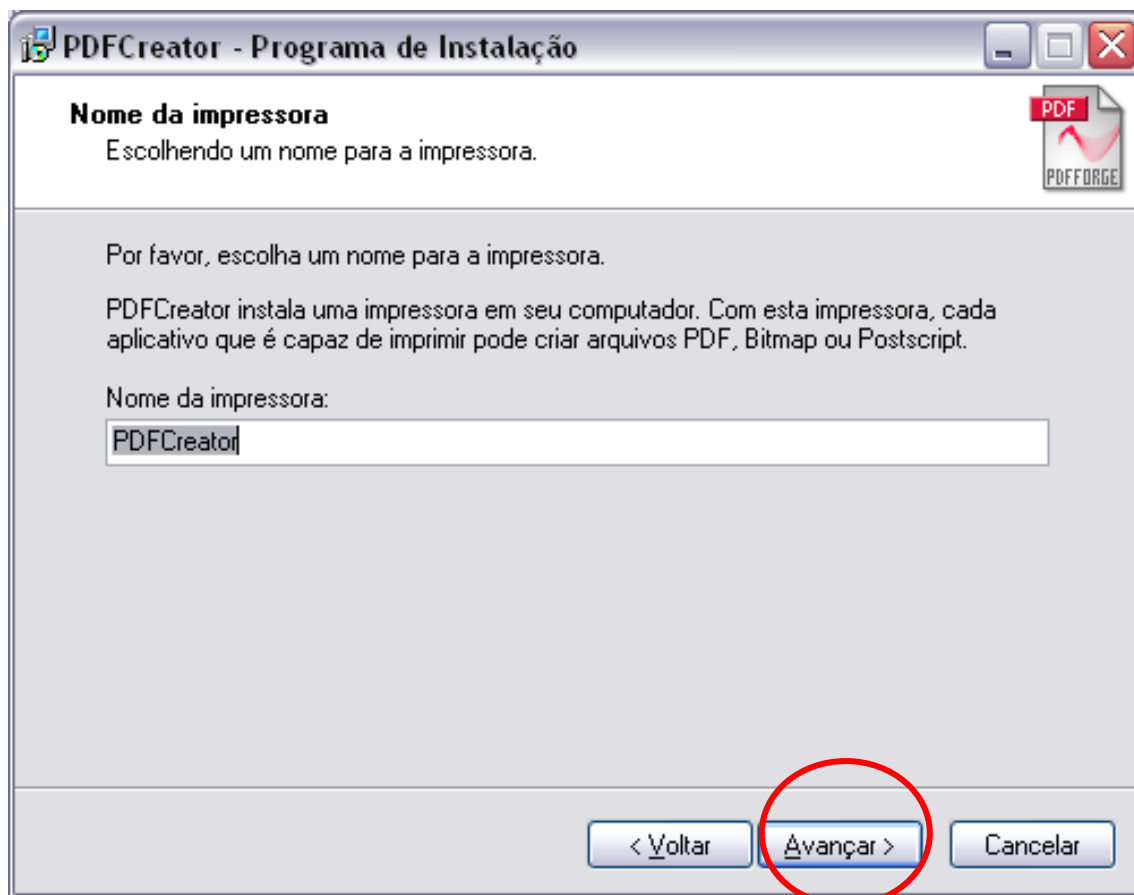 PDFCreator - Programa de Instalação
Nome da impressora
Escolhendo um nome para a impressora.
PDF
PDFFORGE
Por favor, escolha um nome para a impressora.
PDFCreator instala uma impressora em seu computador. Com esta impressora, cada
aplicativo que é capaz de imprimir pode criar arquivos PDF, Bitmap ou Postscript.
Nome da impressora:
PDFCreator
< Voltar
Avançar >
Cancelar